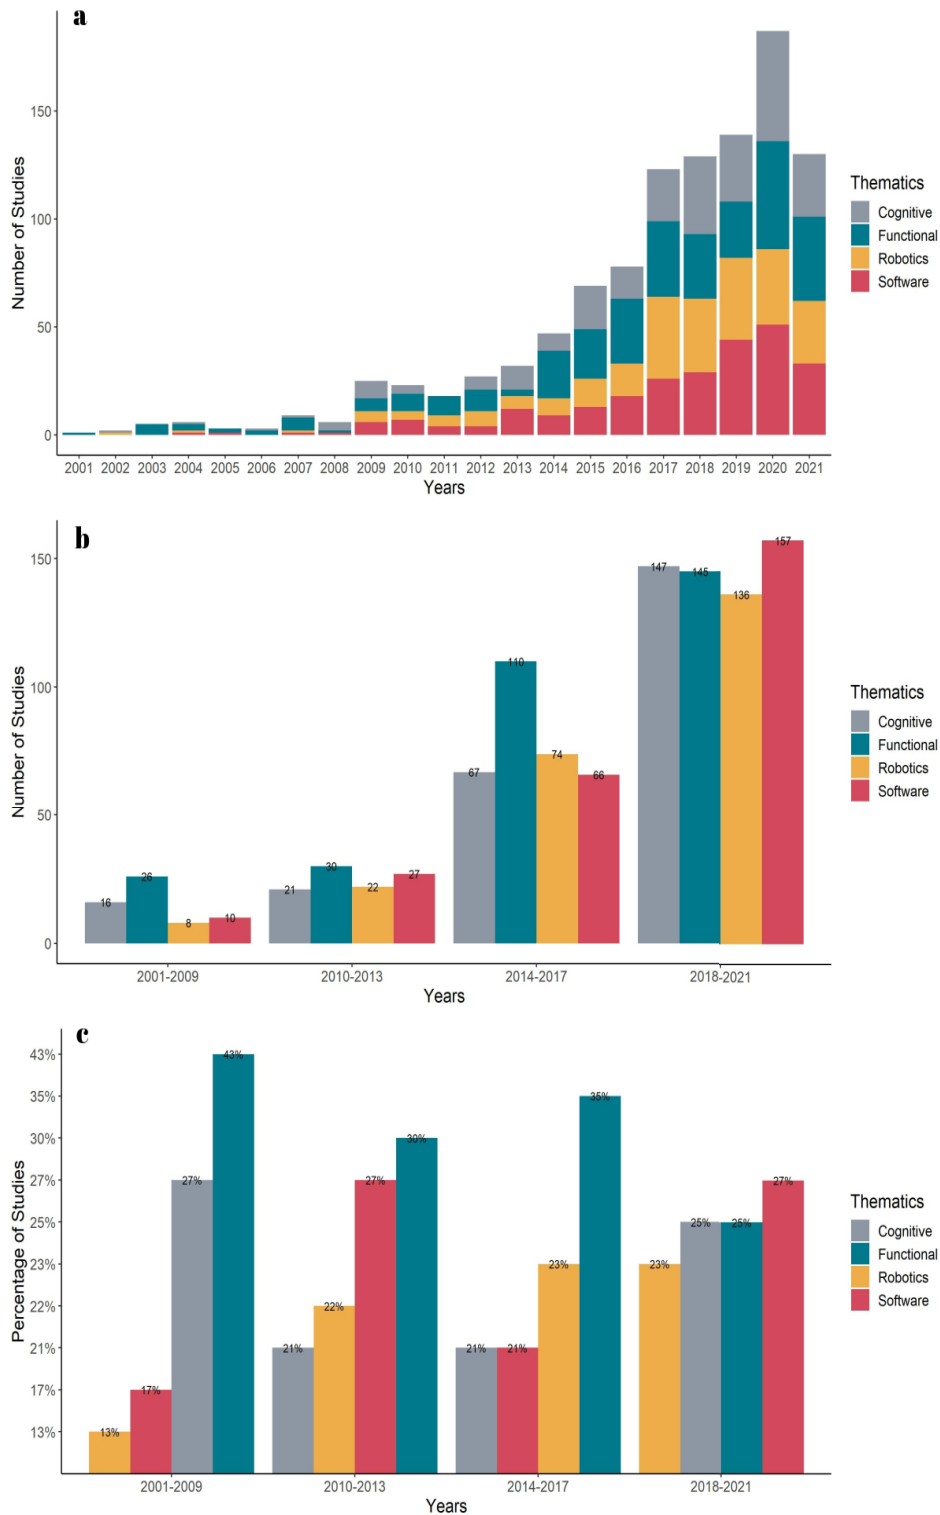 a
Number of Studies
150
100
50
0
2001 2002 2003 2004 2005 2006 2007 2008 2009 2010 2011 2012 2013 2014 2015 2016 2017 2018 2019 2020 2021
Years
Thematics
Cognitive
Functional
Robotics
Software
b
Number of Studies
150
100
50
0
16 26 8 10
21 30 22 27
67 110 74 66
147 145 136 157
2001-2009 2010-2013 2014-2017 2018-2021
Years
Thematics
Cognitive
Functional
Robotics
Software
c
Percentage of Studies
43%
35%
30%
27%
25%
23%
22%
21%
17%
13%
13% 17% 27% 43%
21% 22% 27% 30%
21% 21% 23% 35%
23% 25% 25% 27%
2001-2009 2010-2013 2014-2017 2018-2021
Years
Thematics
Cognitive
Functional
Robotics
Software